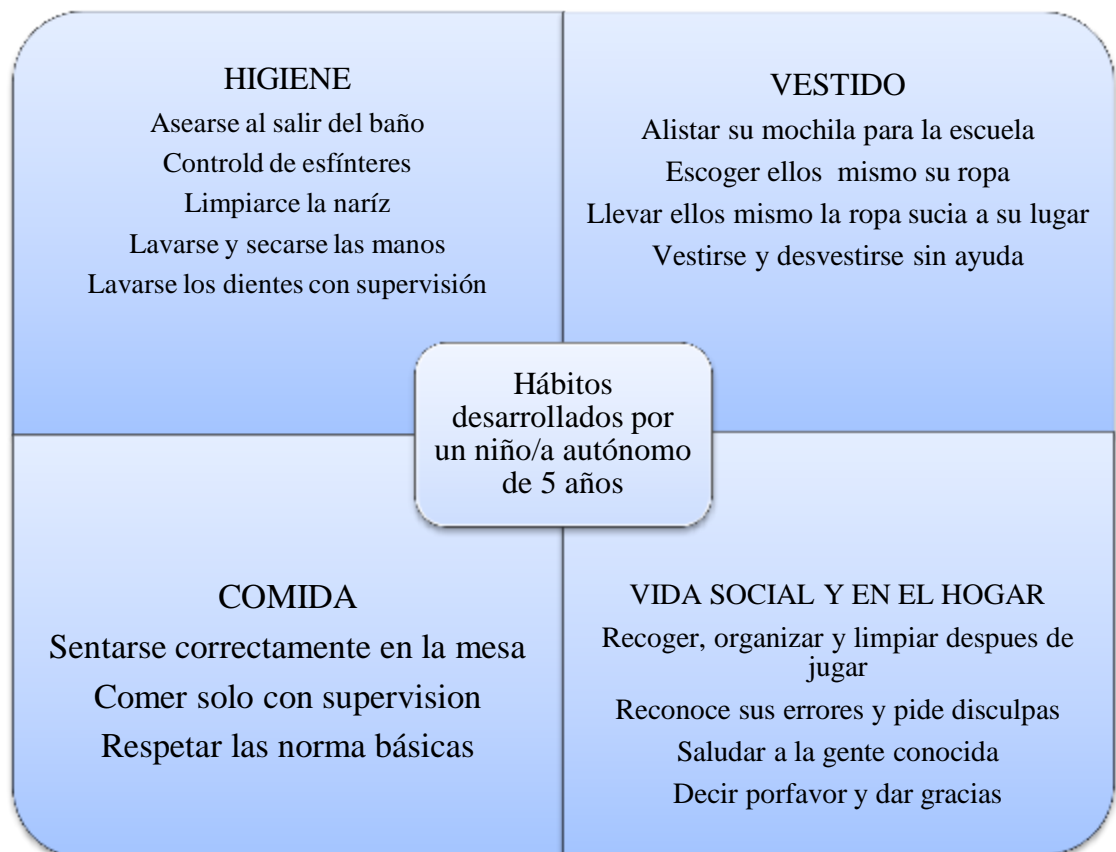 HIGIENE
Asearse al salir del baño
Controld de esfínteres
Limpiarce la naríz
Lavarse y secarse las manos
Lavarse los dientes con supervisión
VESTIDO
Alistar su mochila para la escuela
Escoger ellos mismo su ropa
Llevar ellos mismo la ropa sucia a su lugar
Vestirse y desvestirse sin ayuda
Hábitos
desarrollados por
un niño/a autónomo
de 5 años
COMIDA
Sentarse correctamente en la mesa
Comer solo con supervision
Respetar las norma básicas
VIDA SOCIAL Y EN EL HOGAR
Recoger, organizar y limpiar despues de
jugar
Reconoce sus errores y pide disculpas
Saludar a la gente conocida
Decir porfavor y dar gracias